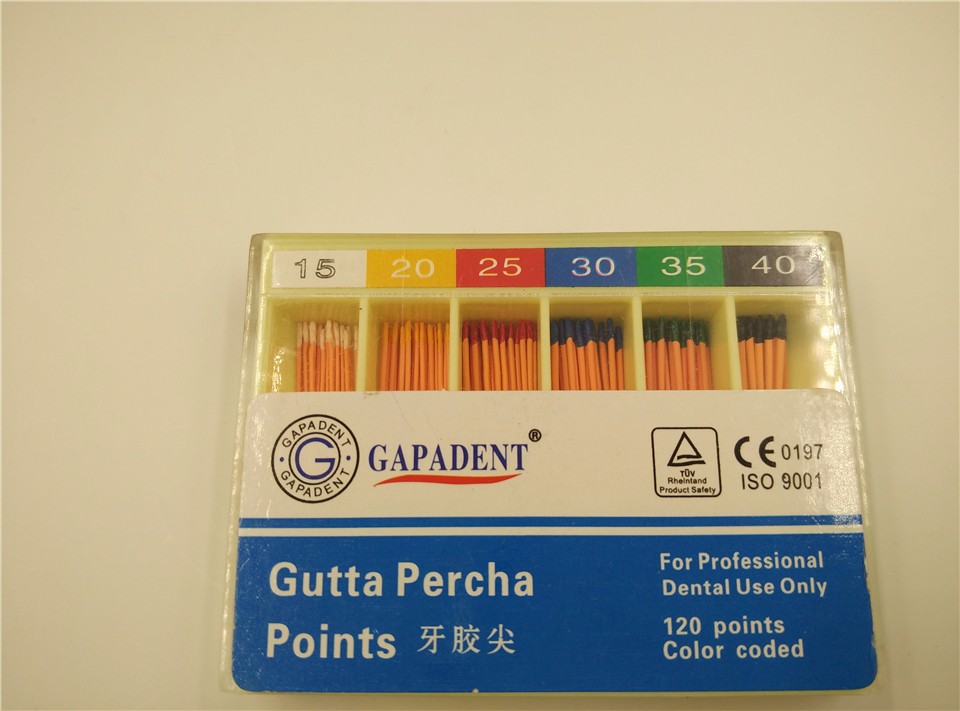 15 20 25 30 35 40
GAPADENT
G
GAPADENT
GAPADENT®
TÜV
Rheinland
Product Safety
CE 0197
ISO 9001
Gutta Percha
Points 牙胶尖
For Professional
Dental Use Only
120 points
Color coded